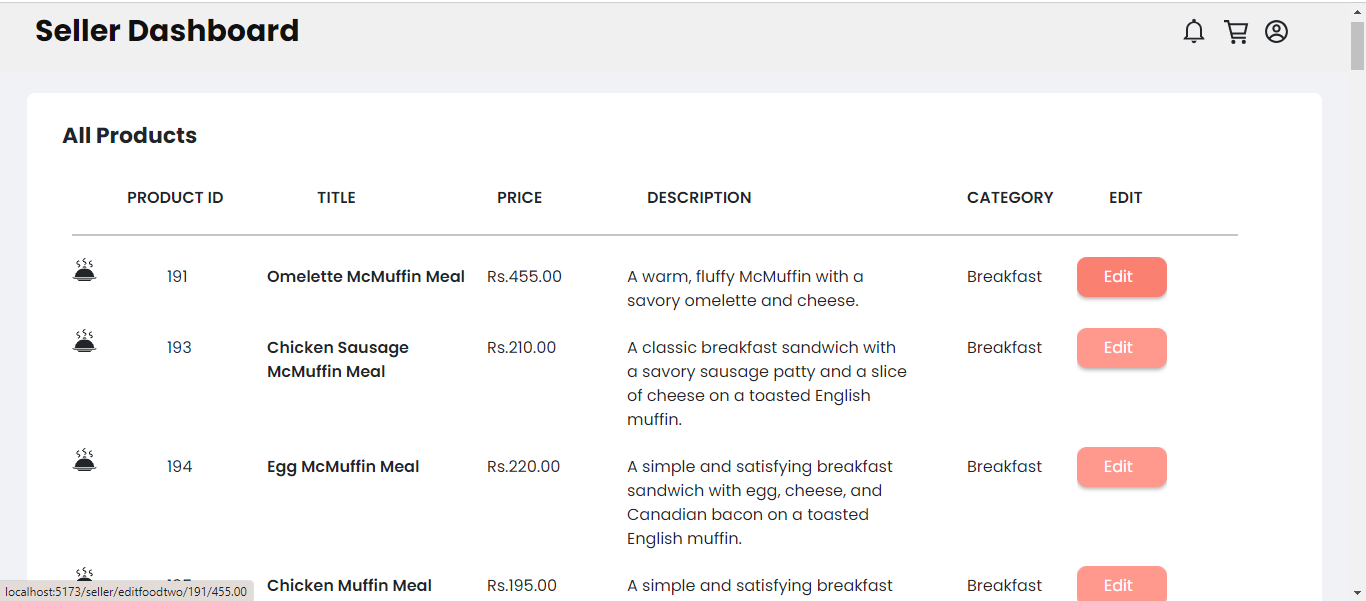 Seller Dashboard
All Products
PRODUCT ID TITLE PRICE DESCRIPTION CATEGORY EDIT
191 Omelette McMuffin Meal Rs.455.00 A warm, fluffy McMuffin with a Breakfast Edit
savory omelette and cheese.
193 Chicken Sausage Rs.210.00 A classic breakfast sandwich with Breakfast Edit
McMuffin Meal a savory sausage patty and a slice
of cheese on a toasted English
muffin.
194 Egg McMuffin Meal Rs.220.00 A simple and satisfying breakfast Breakfast Edit
sandwich with egg, cheese, and
Canadian bacon on a toasted
English muffin.
Chicken Muffin Meal Rs.195.00 A simple and satisfying breakfast Breakfast Edit
localhost:5173/seller/editfoodtwo/191/455.00